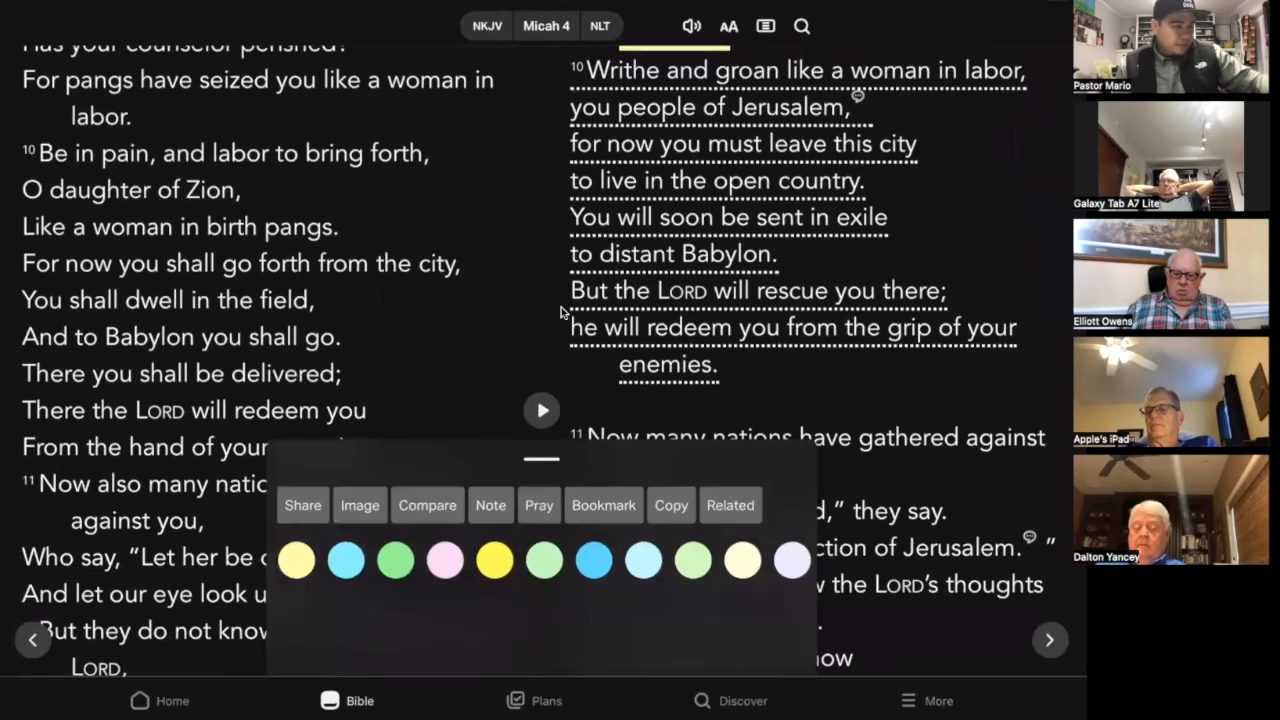 NKJV Micah 4 NLT AA
Has your counselor perished?
For pangs have seized you like a woman in
labor.
10 Be in pain, and labor to bring forth,
O daughter of Zion,
Like a woman in birth pangs.
For now you shall go forth from the city,
You shall dwell in the field,
And to Babylon you shall go.
There you shall be delivered;
There the LORD will redeem you
From the hand of your
11 Now also many natio
against you,
Who say, "Let her be
And let our eye look u
But they do not know
LORD,
10 Writhe and groan like a woman in labor,
you people of Jerusalem,
for now you must leave this city
to live in the open country.
You will soon be sent in exile
to distant Babylon.
But the LORD will rescue you there;
he will redeem you from the grip of your
enemies.
11 Now many nations have gathered against
d," they say.
ction of Jerusalem. "
the LORD's thoughts
Share Image Compare Note Pray Bookmark Copy Related
Home Bible Plans Discover More
Pastor Mario
Galaxy Tab A7 Lite
Elliott Owens
Apple's iPad
Dalton Yancey